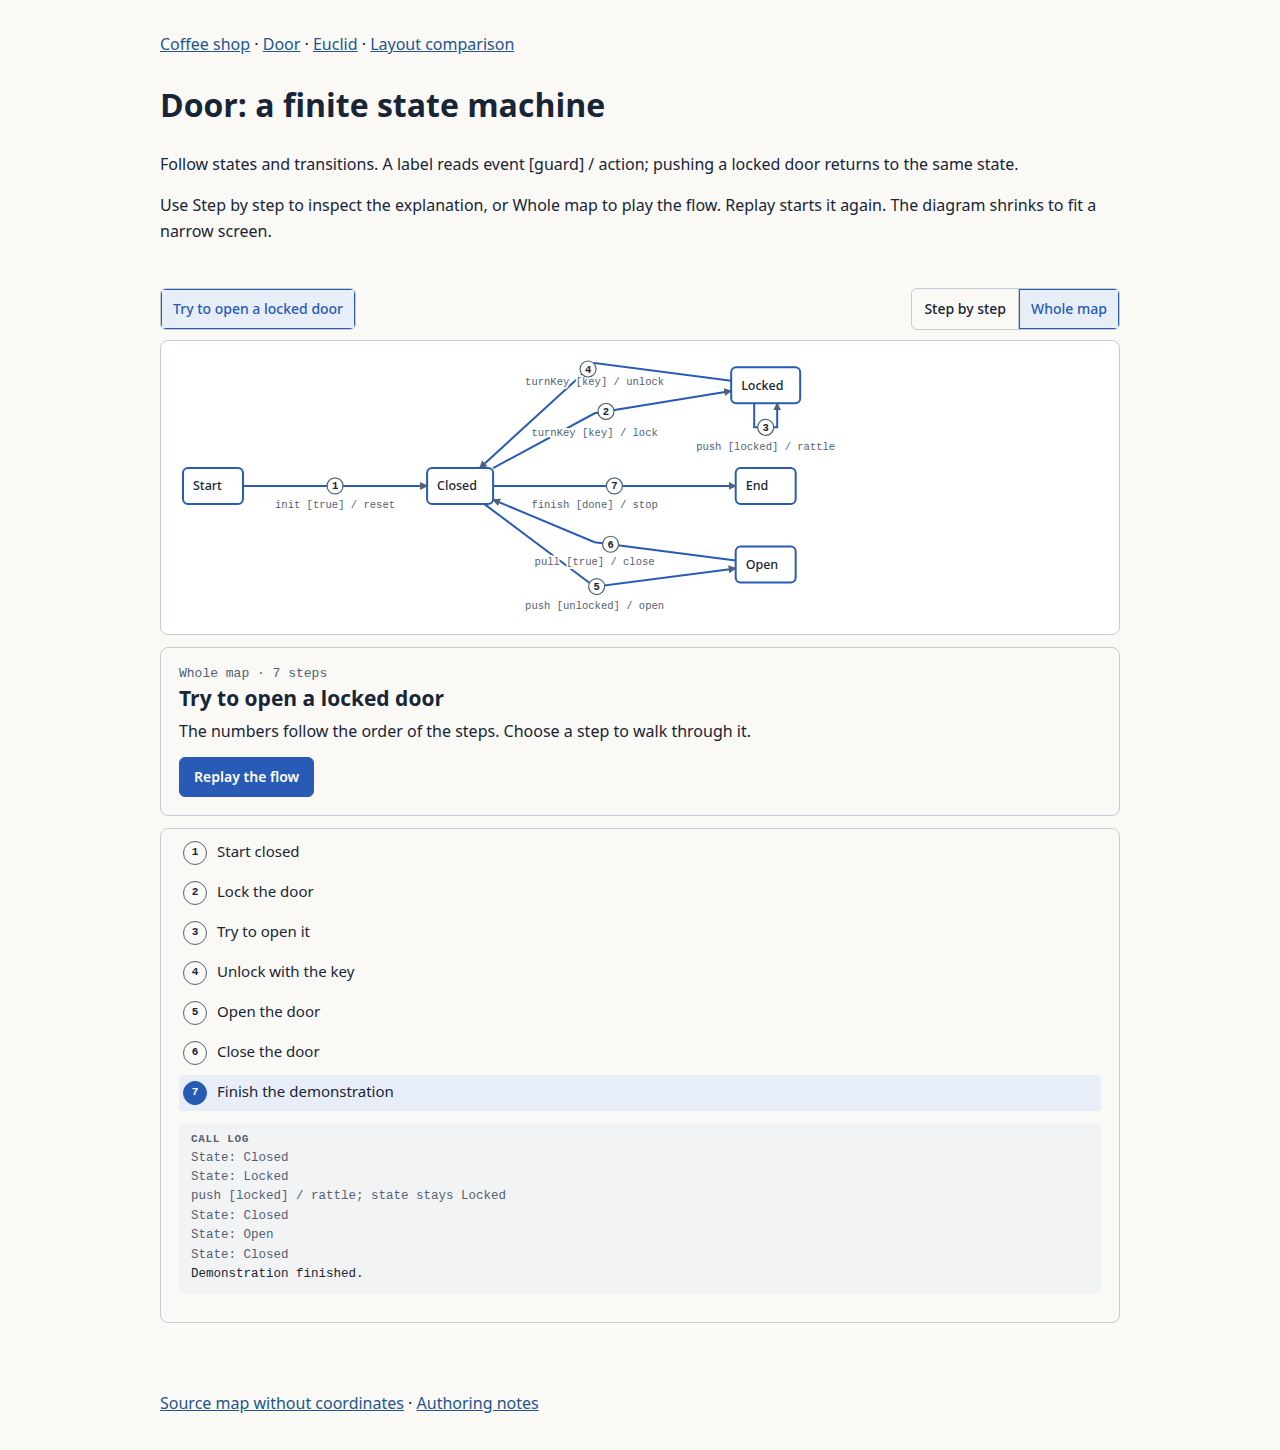 Coffee shop · Door · Euclid · Layout comparison
Door: a finite state machine
Follow states and transitions. A label reads event [guard] / action; pushing a locked door returns to the same state.
Use Step by step to inspect the explanation, or Whole map to play the flow. Replay starts it again. The diagram shrinks to fit a
narrow screen.
Try to open a locked door
Step by step
Whole map
4
turnKey [key] / unlock
Locked
2
turnKey [key] / lock
3
push [locked] / rattle
Start
1
init [true] / reset
Closed
7
finish [done] / stop
End
6
pull [true] / close
Open
5
push [unlocked] / open
Whole map · 7 steps
Try to open a locked door
The numbers follow the order of the steps. Choose a step to walk through it.
Replay the flow
1 Start closed
2 Lock the door
3 Try to open it
4 Unlock with the key
5 Open the door
6 Close the door
7 Finish the demonstration
CALL LOG
State: Closed
State: Locked
push [locked] / rattle; state stays Locked
State: Closed
State: Open
State: Closed
Demonstration finished.
Source map without coordinates · Authoring notes